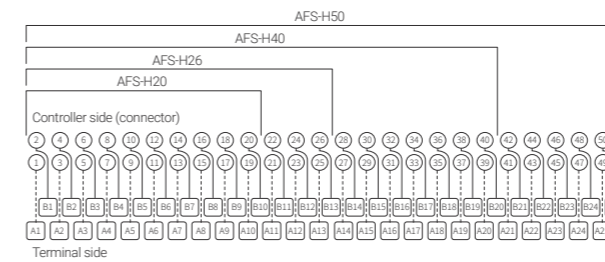 AFS-H50
AFS-H40
AFS-H26
AFS-H20
Controller side (connector)
2 4 6 8 10 12 14 16 18 20 22 24 26 28 30 32 34 36 38 40 42 44 46 48 50
1 3 5 7 9 11 13 15 17 19 21 23 25 27 29 31 33 35 37 39 41 43 45 47 49
B1 B2 B3 B4 B5 B6 B7 B8 B9 B10 B11 B12 B13 B14 B15 B16 B17 B18 B19 B20 B21 B22 B23 B24
A1 A2 A3 A4 A5 A6 A7 A8 A9 A10 A11 A12 A13 A14 A15 A16 A17 A18 A19 A20 A21 A22 A23 A24 A2
Terminal side